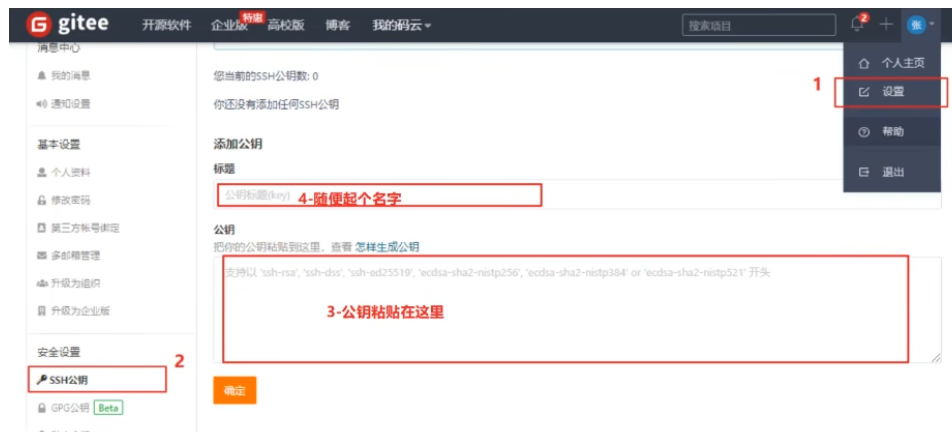 gitee 开源软件 企业版 特惠 高校版 博客 我的码云 搜索项目 2 张
消息中心
我的消息
通知设置
基本设置
个人资料
修改密码
第三方帐号绑定
多邮箱管理
升级为组织
升级为企业版
安全设置
2
SSH公钥
GPG公钥 Beta
您当前的SSH公钥数: 0
你还没有添加任何SSH公钥
添加公钥
标题
公钥标题(key) 4-随便起个名字
公钥
把你的公钥粘贴到这里，查看 怎样生成公钥
支持以 'ssh-rsa', 'ssh-dss', 'ssh-ed25519', 'ecdsa-sha2-nistp256', 'ecdsa-sha2-nistp384' or 'ecdsa-sha2-nistp521' 开头
3-公钥粘贴在这里
确定
个人主页
1
设置
帮助
退出